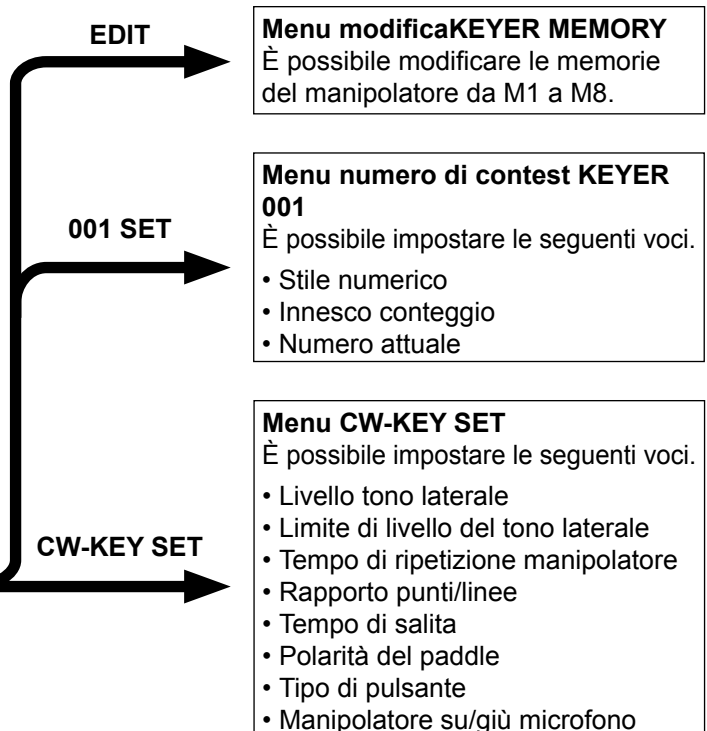 EDIT
Menu modificaKEYER MEMORY
È possibile modificare le memorie
del manipolatore da M1 a M8.
001 SET
Menu numero di contest KEYER
001
È possibile impostare le seguenti voci.
• Stile numerico
• Innesco conteggio
• Numero attuale
CW-KEY SET
Menu CW-KEY SET
È possibile impostare le seguenti voci.
• Livello tono laterale
• Limite di livello del tono laterale
• Tempo di ripetizione manipolatore
• Rapporto punti/linee
• Tempo di salita
• Polarità del paddle
• Tipo di pulsante
• Manipolatore su/giù microfono